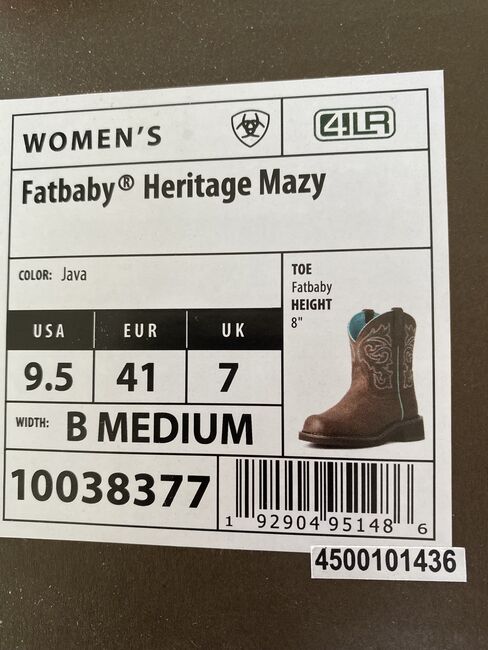 WOMEN'S
4LR
Fatbaby® Heritage Mazy
COLOR: Java
TOE
Fatbaby
HEIGHT
8"
USA EUR UK
9.5 41 7
WIDTH: B MEDIUM
10038377
1 92904 95148 6
4500101436